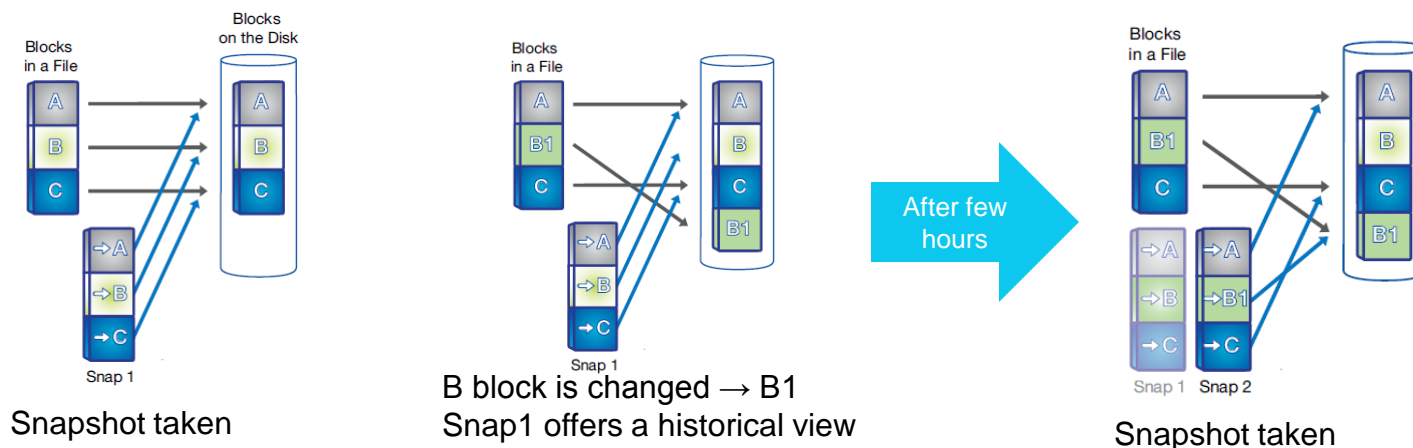 Blocks
in a File
Blocks
on the Disk
A
B
C
A
B
C
→A
→B
→C
Snap 1
Snapshot taken
Blocks
in a File
A
B1
C
A
B
C
B1
→A
→B
→C
Snap 1
B block is changed → B1
Snap1 offers a historical view
After few
hours
Blocks
in a File
A
B1
C
A
B
C
B1
→A
→B
→C
→A
→B1
→C
Snap 1
Snap 2
Snapshot taken